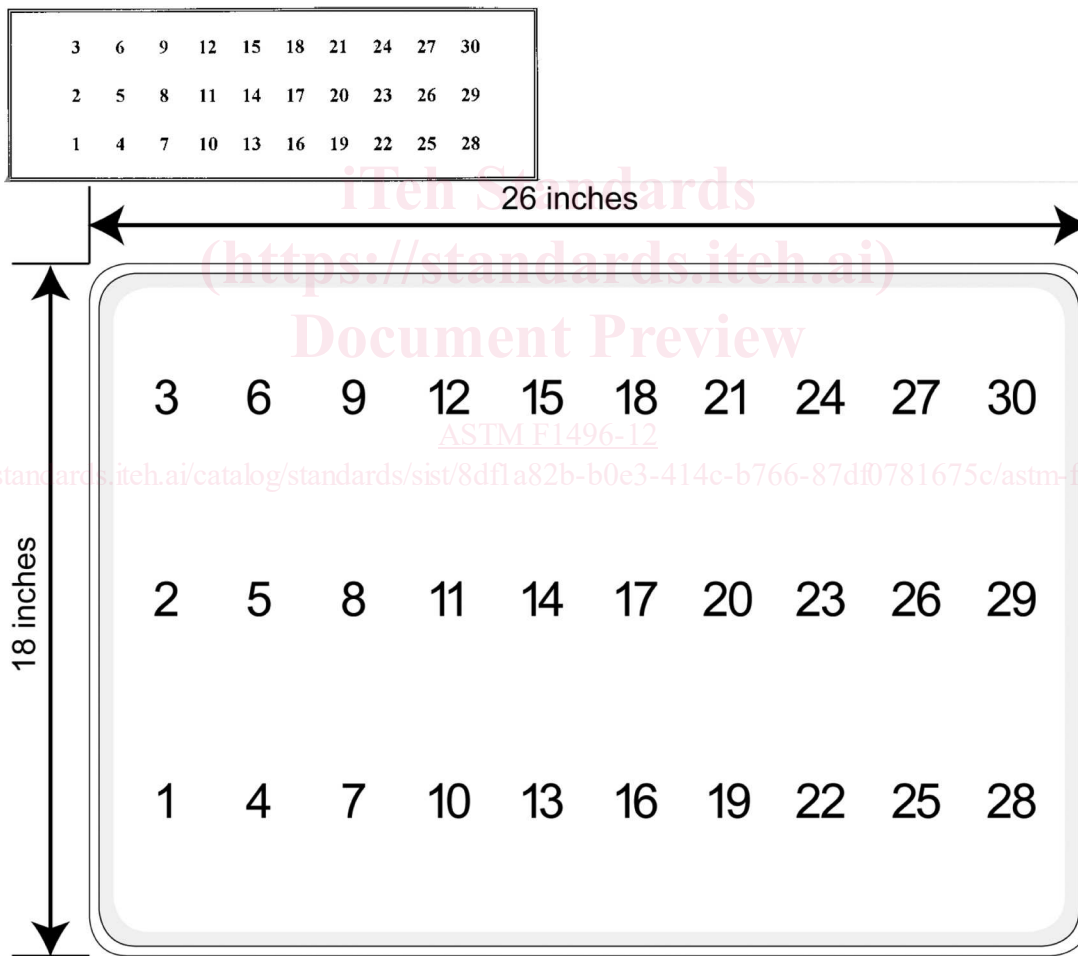 3 6 9 12 15 18 21 24 27 30
2 5 8 11 14 17 20 23 26 29
1 4 7 10 13 16 19 22 25 28
iTeh Standards
26 inches
(https://standards.iteh.ai)
Document Preview
3 6 9 12 15 18 21 24 27 30
ASTM F1496-12
standards.iteh.ai/catalog/standards/sist/8df1a82b-b0e3-414c-b766-87df0781675c/astm-f
18 inches
2 5 8 11 14 17 20 23 26 29
1 4 7 10 13 16 19 22 25 28